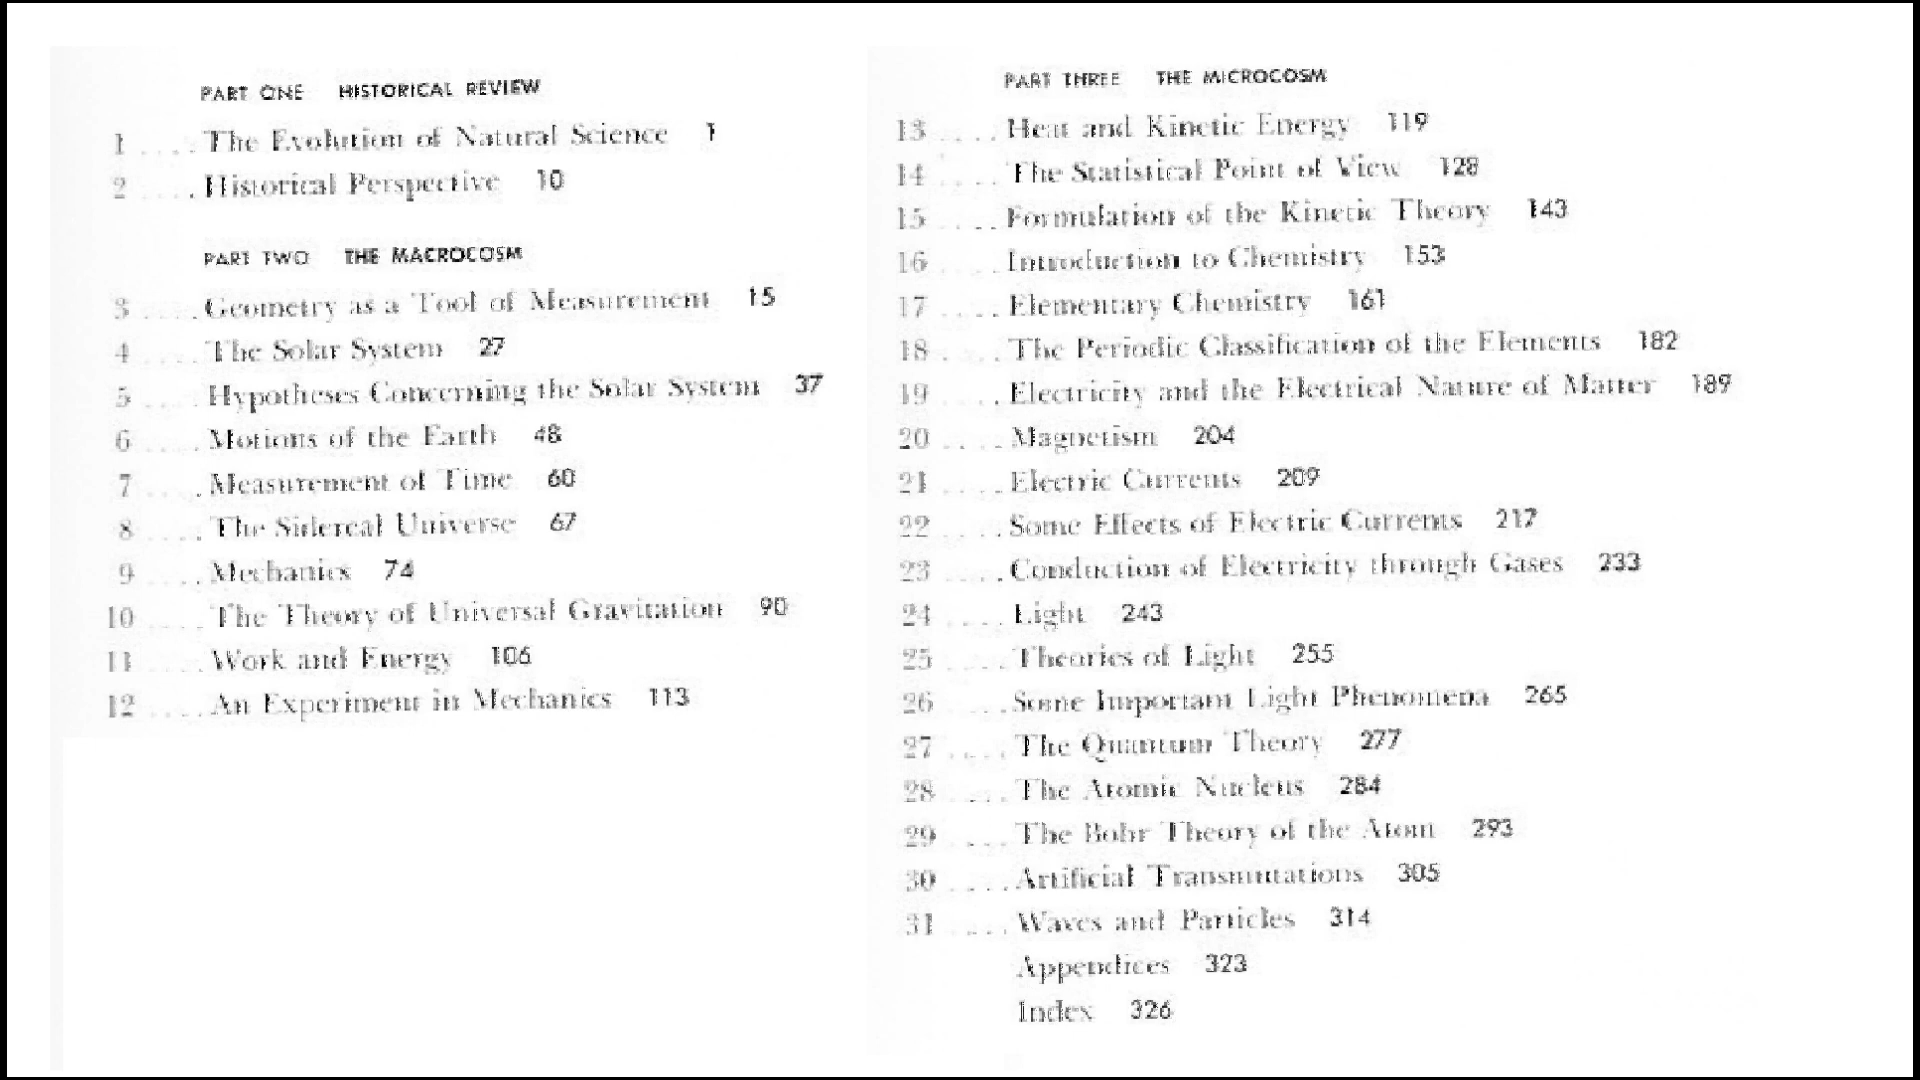 PART ONE HISTORICAL REVIEW
1 .... The Evolution of Natural Science 1
2 .... Historical Perspective 10
PART TWO THE MACROCOSM
3 .... Geometry as a Tool of Measurement 15
4 .... The Solar System 27
5 .... Hypotheses Concerning the Solar System 37
6 .... Motions of the Earth 48
7 .... Measurement of Time 60
8 .... The Sidereal Universe 67
9 .... Mechanics 74
10 .... The Theory of Universal Gravitation 90
11 .... Work and Energy 106
12 .... An Experiment in Mechanics 113
PART THREE THE MICROCOSM
13 .... Heat and Kinetic Energy 119
14 .... The Statistical Point of View 128
15 .... Formulation of the Kinetic Theory 143
16 .... Introduction to Chemistry 153
17 .... Elementary Chemistry 161
18 .... The Periodic Classification of the Elements 182
19 .... Electricity and the Electrical Nature of Matter 189
20 .... Magnetism 204
21 .... Electric Currents 209
22 .... Some Effects of Electric Currents 217
23 .... Conduction of Electricity through Gases 233
24 .... Light 243
25 .... Theories of Light 255
26 .... Some Important Light Phenomena 265
27 .... The Quantum Theory 277
28 .... The Atomic Nucleus 284
29 .... The Bohr Theory of the Atom 293
30 .... Artificial Transmutations 305
31 .... Waves and Particles 314
Appendices 323
Index 326